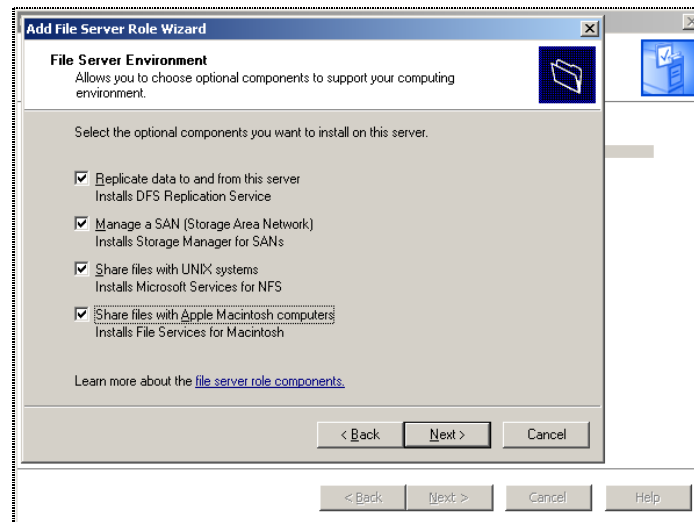 Add File Server Role Wizard
File Server Environment
Allows you to choose optional components to support your computing
environment.
Select the optional components you want to install on this server.
Replicate data to and from this server
Installs DFS Replication Service
Manage a SAN (Storage Area Network)
Installs Storage Manager for SANs
Share files with UNIX systems
Installs Microsoft Services for NFS
Share files with Apple Macintosh computers
Installs File Services for Macintosh
Learn more about the file server role components.
< Back Next > Cancel
< Back Next > Cancel Help